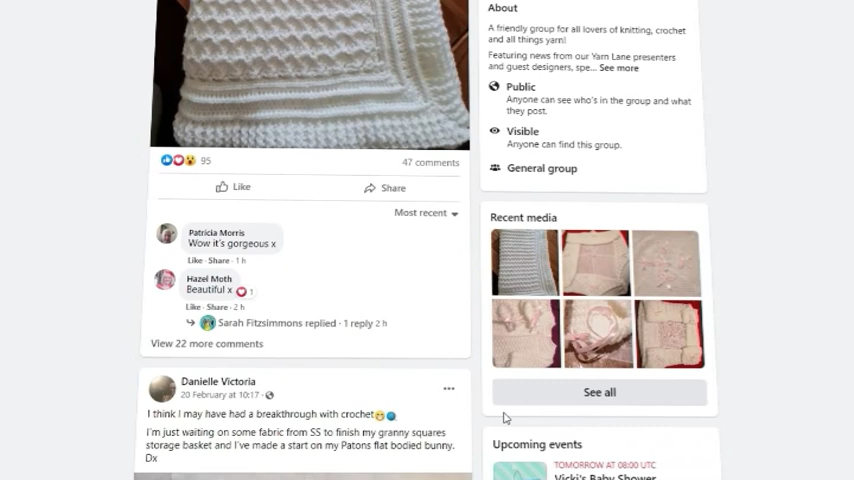 95
47 comments
Like
Share
Most recent
Patricia Morris
Wow it's gorgeous x
Like · Share · 1 h
Hazel Moth
Beautiful x
1
Like · Share · 2 h
Sarah Fitzsimmons replied · 1 reply 2 h
View 22 more comments
Danielle Victoria
20 February at 10:17 ·
I think I may have had a breakthrough with crochet
I'm just waiting on some fabric from SS to finish my granny squares
storage basket and I've made a start on my Patons flat bodied bunny.
Dx
About
A friendly group for all lovers of knitting, crochet
and all things yarn!
Featuring news from our Yarn Lane presenters
and guest designers, spe... See more
Public
Anyone can see who's in the group and what
they post.
Visible
Anyone can find this group.
General group
Recent media
See all
Upcoming events
TOMORROW AT 08:00 UTC
Vicki's Baby Shower